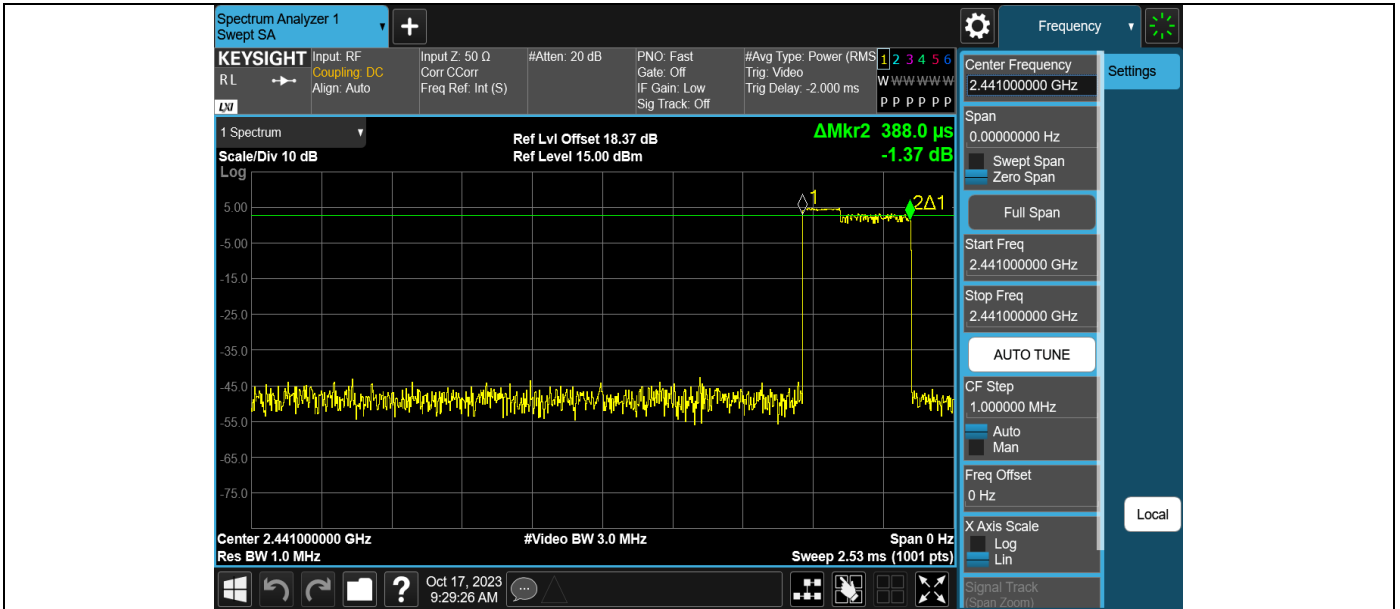 Spectrum Analyzer 1
Swept SA
Frequency
KEYSIGHT
R L
LXI
Input: RF
Coupling: DC
Align: Auto
Input Z: 50 Ω
Corr CCorr
Freq Ref: Int (S)
#Atten: 20 dB
PNO: Fast
Gate: Off
IF Gain: Low
Sig Track: Off
#Avg Type: Power (RMS
Trig: Video
Trig Delay: -2.000 ms
1 2 3 4 5 6
W W W W W W
P P P P P P
1 Spectrum
Scale/Div 10 dB
Log
Ref Lvl Offset 18.37 dB
Ref Level 15.00 dBm
ΔMkr2 388.0 µs
-1.37 dB
1
2Δ1
5.00
-5.00
-15.0
-25.0
-35.0
-45.0
-55.0
-65.0
-75.0
Center 2.441000000 GHz
#Video BW 3.0 MHz
Span 0 Hz
Res BW 1.0 MHz
Sweep 2.53 ms (1001 pts)
Center Frequency
2.441000000 GHz
Settings
Span
0.00000000 Hz
Swept Span
Zero Span
Full Span
Start Freq
2.441000000 GHz
Stop Freq
2.441000000 GHz
AUTO TUNE
CF Step
1.000000 MHz
Auto
Man
Freq Offset
0 Hz
X Axis Scale
Log
Lin
Local
Signal Track
(Span Zoom)
?
Oct 17, 2023
9:29:26 AM